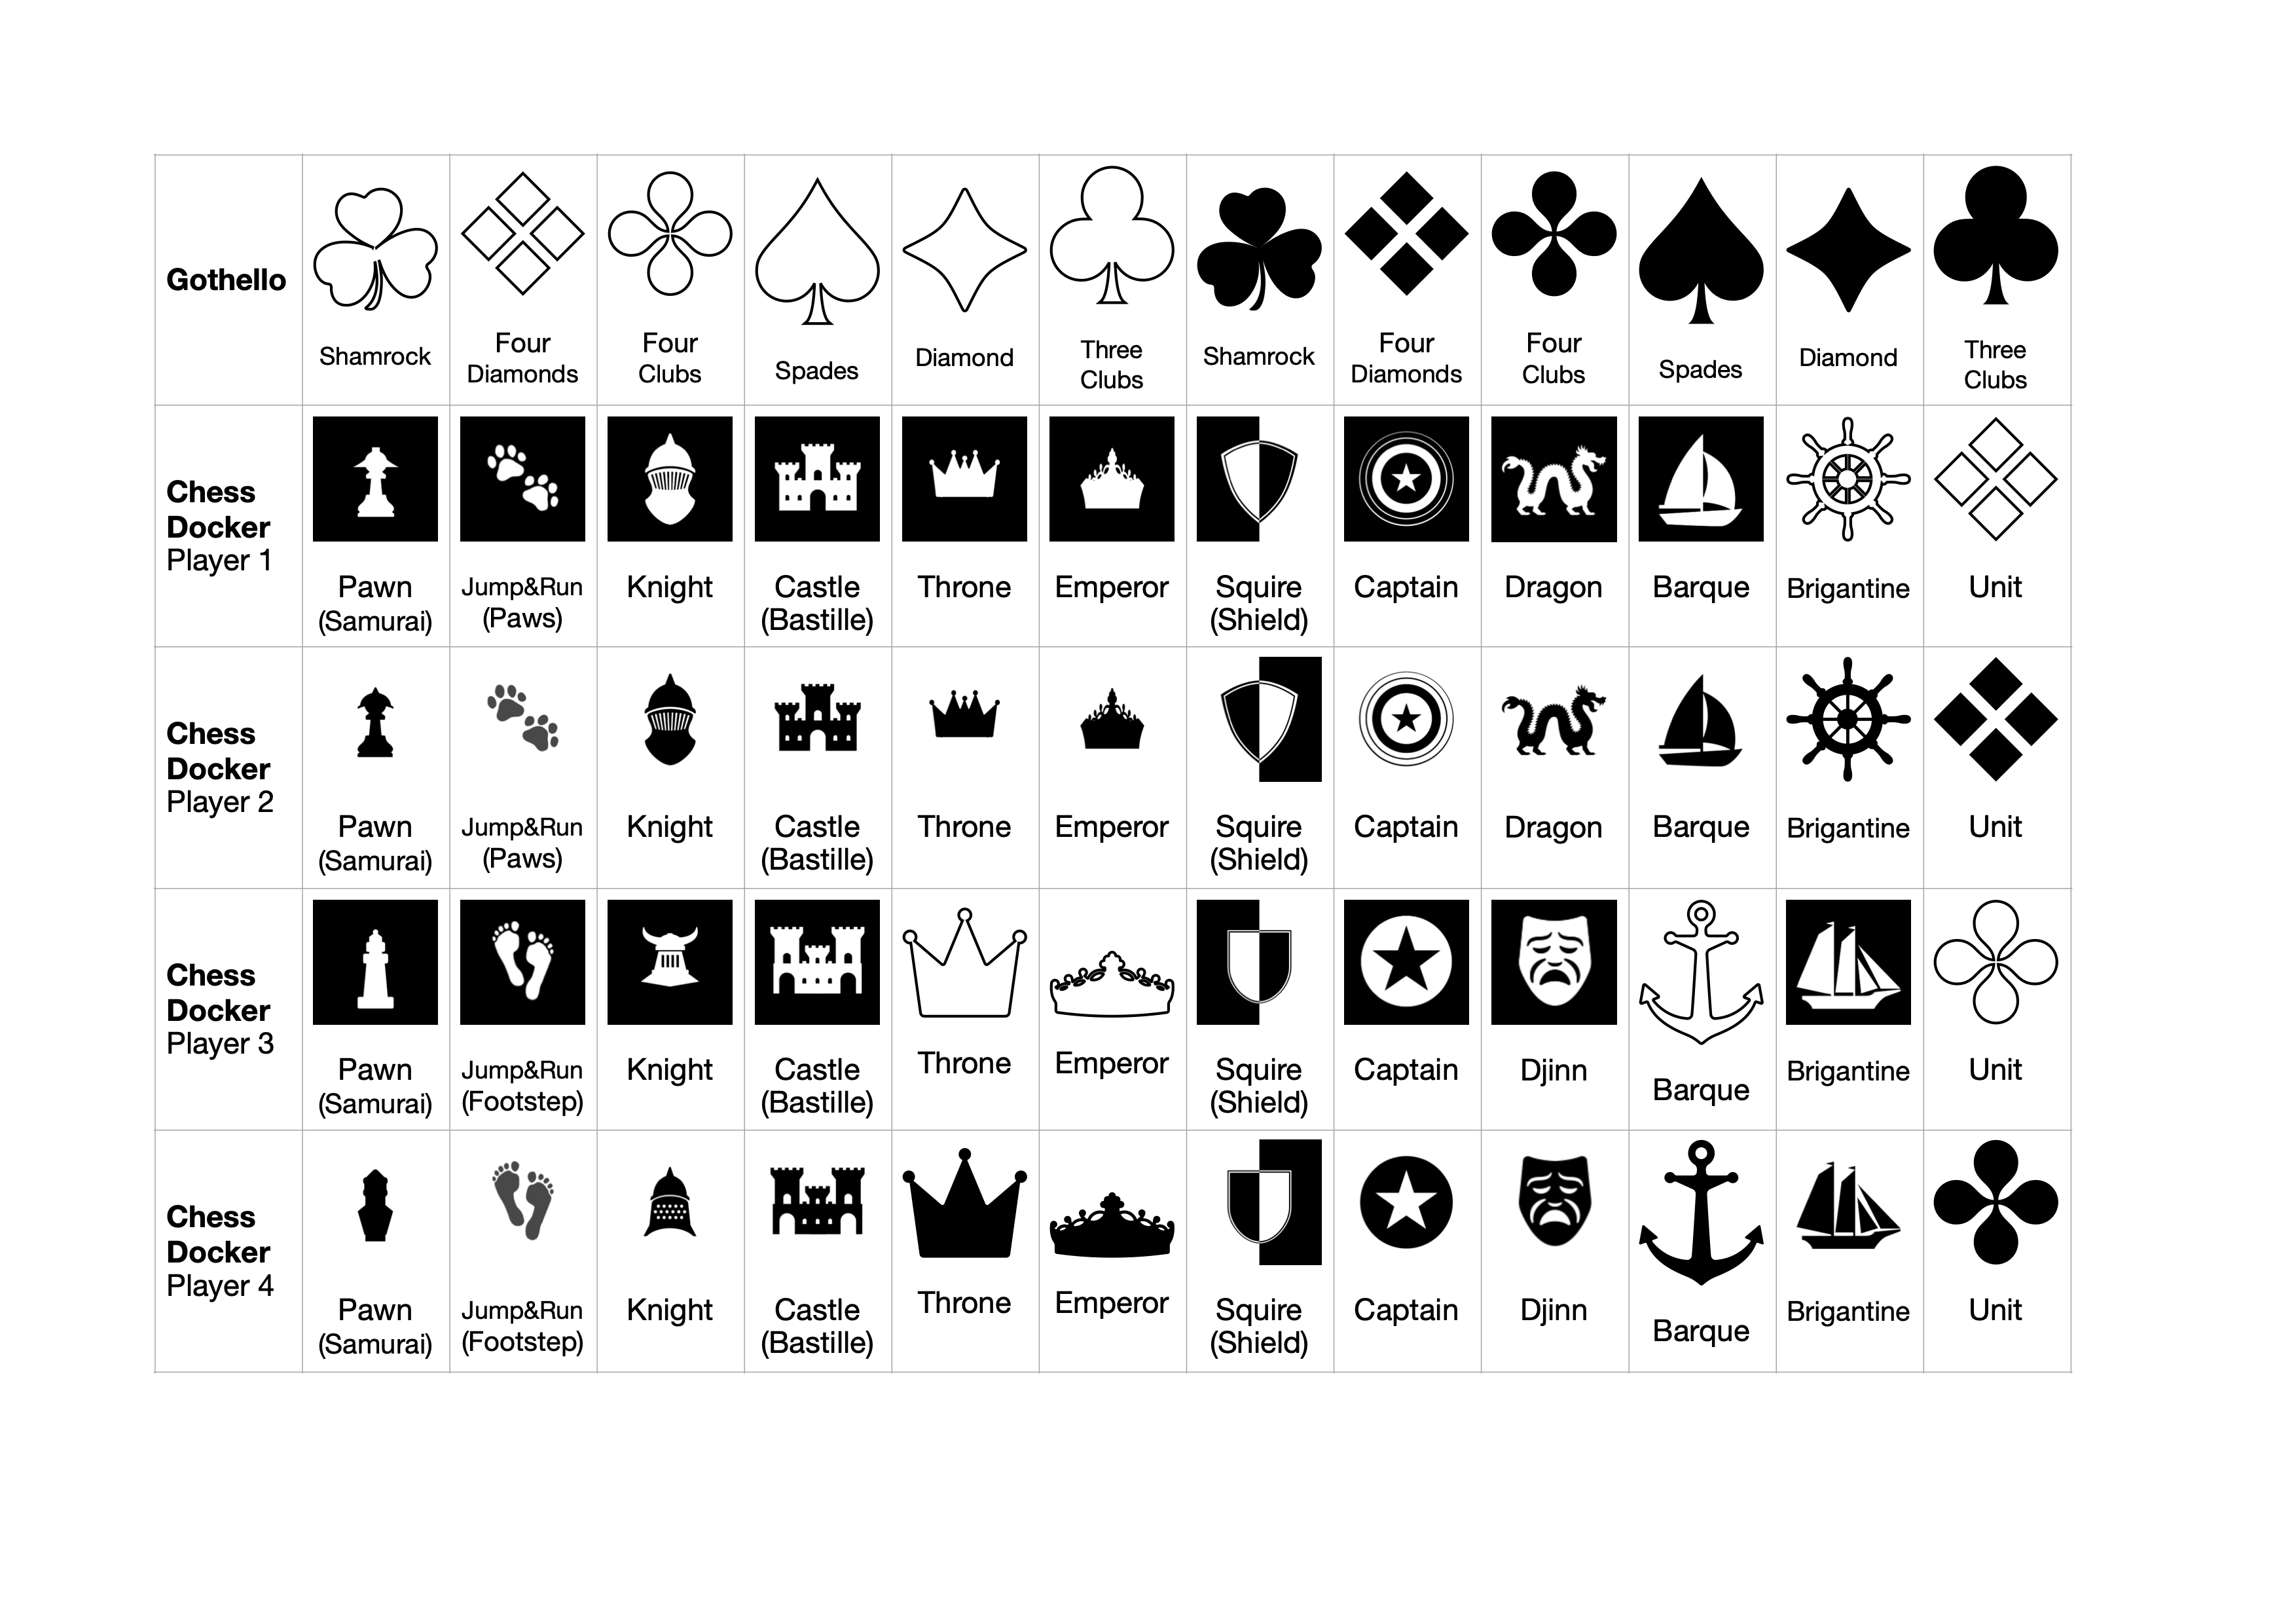 Gothello
Shamrock
Four
Diamonds
Four
Clubs
Spades
Diamond
Three
Clubs
Shamrock
Four
Diamonds
Four
Clubs
Spades
Diamond
Three
Clubs
Chess
Docker
Player 1
Pawn
(Samurai)
Jump&Run
(Paws)
Knight
Castle
(Bastille)
Throne
Emperor
Squire
(Shield)
Captain
Dragon
Barque
Brigantine
Unit
Chess
Docker
Player 2
Pawn
(Samurai)
Jump&Run
(Paws)
Knight
Castle
(Bastille)
Throne
Emperor
Squire
(Shield)
Captain
Dragon
Barque
Brigantine
Unit
Chess
Docker
Player 3
Pawn
(Samurai)
Jump&Run
(Footstep)
Knight
Castle
(Bastille)
Throne
Emperor
Squire
(Shield)
Captain
Djinn
Barque
Brigantine
Unit
Chess
Docker
Player 4
Pawn
(Samurai)
Jump&Run
(Footstep)
Knight
Castle
(Bastille)
Throne
Emperor
Squire
(Shield)
Captain
Djinn
Barque
Brigantine
Unit